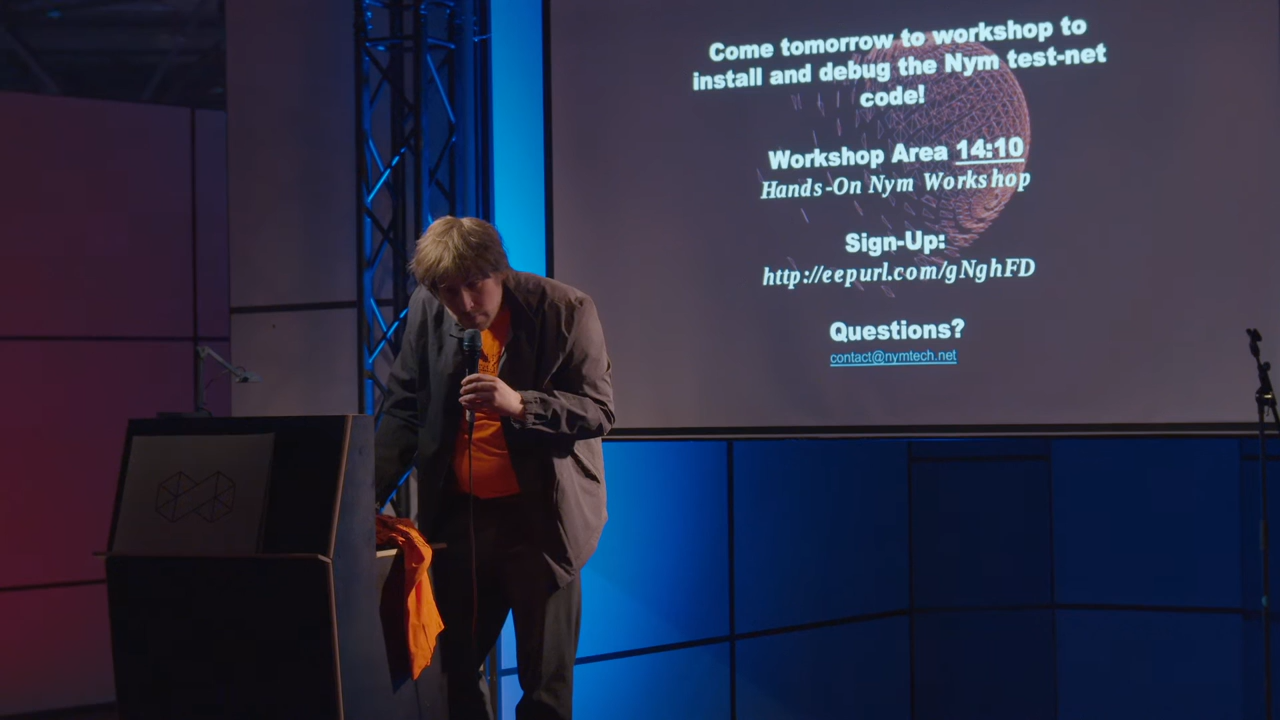 Come tomorrow to workshop to
install and debug the Nym test-net
code!
Workshop Area 14:10
Hands-On Nym Workshop
Sign-Up:
http://eepurl.com/gNghFD
Questions?
contact@nymtech.net